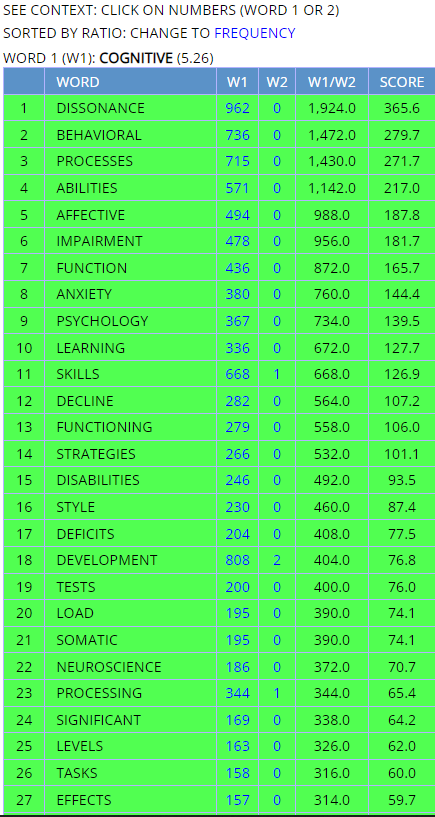 SEE CONTEXT: CLICK ON NUMBERS (WORD 1 OR 2)
SORTED BY RATIO: CHANGE TO FREQUENCY
WORD 1 (W1): COGNITIVE (5.26)
WORD W1 W2 W1/W2 SCORE
1 DISSONANCE 962 0 1,924.0 365.6
2 BEHAVIORAL 736 0 1,472.0 279.7
3 PROCESSES 715 0 1,430.0 271.7
4 ABILITIES 571 0 1,142.0 217.0
5 AFFECTIVE 494 0 988.0 187.8
6 IMPAIRMENT 478 0 956.0 181.7
7 FUNCTION 436 0 872.0 165.7
8 ANXIETY 380 0 760.0 144.4
9 PSYCHOLOGY 367 0 734.0 139.5
10 LEARNING 336 0 672.0 127.7
11 SKILLS 668 1 668.0 126.9
12 DECLINE 282 0 564.0 107.2
13 FUNCTIONING 279 0 558.0 106.0
14 STRATEGIES 266 0 532.0 101.1
15 DISABILITIES 246 0 492.0 93.5
16 STYLE 230 0 460.0 87.4
17 DEFICITS 204 0 408.0 77.5
18 DEVELOPMENT 808 2 404.0 76.8
19 TESTS 200 0 400.0 76.0
20 LOAD 195 0 390.0 74.1
21 SOMATIC 195 0 390.0 74.1
22 NEUROSCIENCE 186 0 372.0 70.7
23 PROCESSING 344 1 344.0 65.4
24 SIGNIFICANT 169 0 338.0 64.2
25 LEVELS 163 0 326.0 62.0
26 TASKS 158 0 316.0 60.0
27 EFFECTS 157 0 314.0 59.7